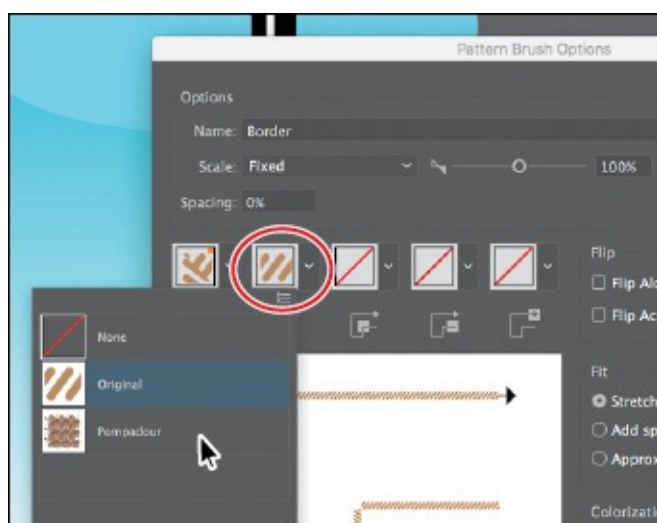 Pattern Brush Options
Options
Name: Border
Scale: Fixed
100%
Spacing: 0%
Flip
Flip Alo
Flip Ac
None
Original
Pompadour
Fit
Stretch
Add sp
Approx
Colorizati